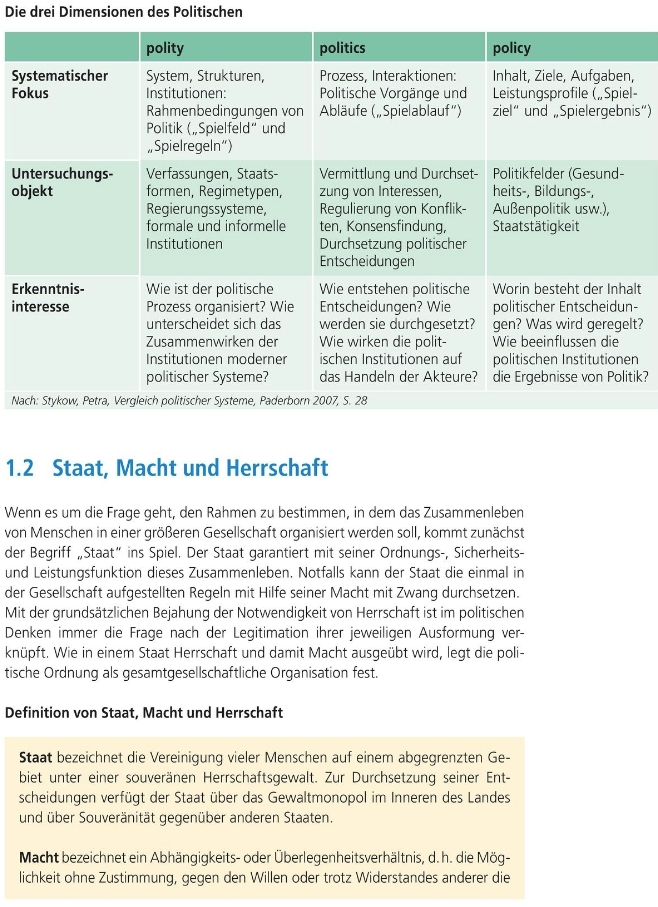 Die drei Dimensionen des Politischen
polity
politics
policy
Systematischer
Fokus
System, Strukturen,
Institutionen:
Rahmenbedingungen von
Politik („Spielfeld“ und
„Spielregeln“)
Prozess, Interaktionen:
Politische Vorgänge und
Abläufe („Spielablauf“)
Inhalt, Ziele, Aufgaben,
Leistungsprofile („Spiel-
ziel“ und „Spielergebnis“)
Untersuchungs-
objekt
Verfassungen, Staats-
formen, Regimetypen,
Regierungssysteme,
formale und informelle
Institutionen
Vermittlung und Durchset-
zung von Interessen,
Regulierung von Konflik-
ten, Konsensfindung,
Durchsetzung politischer
Entscheidungen
Politikfelder (Gesund-
heits-, Bildungs-,
Außenpolitik usw.),
Staatstätigkeit
Erkenntnis-
interesse
Wie ist der politische
Prozess organisiert? Wie
unterscheidet sich das
Zusammenwirken der
Institutionen moderner
politischer Systeme?
Wie entstehen politische
Entscheidungen? Wie
werden sie durchgesetzt?
Wie wirken die polit-
ischen Institutionen auf
das Handeln der Akteure?
Worin besteht der Inhalt
politischer Entscheidun-
gen? Was wird geregelt?
Wie beeinflussen die
politischen Institutionen
die Ergebnisse von Politik?
Nach: Stykow, Petra, Vergleich politischer Systeme, Paderborn 2007, S. 28
1.2 Staat, Macht und Herrschaft
Wenn es um die Frage geht, den Rahmen zu bestimmen, in dem das Zusammenleben
von Menschen in einer größeren Gesellschaft organisiert werden soll, kommt zunächst
der Begriff „Staat“ ins Spiel. Der Staat garantiert mit seiner Ordnungs-, Sicherheits-
und Leistungsfunktion dieses Zusammenleben. Notfalls kann der Staat die einmal in
der Gesellschaft aufgestellten Regeln mit Hilfe seiner Macht mit Zwang durchsetzen.
Mit der grundsätzlichen Bejahung der Notwendigkeit von Herrschaft ist im politischen
Denken immer die Frage nach der Legitimation ihrer jeweiligen Ausformung ver-
knüpft. Wie in einem Staat Herrschaft und damit Macht ausgeübt wird, legt die poli-
tische Ordnung als gesamtgesellschaftliche Organisation fest.
Definition von Staat, Macht und Herrschaft
Staat bezeichnet die Vereinigung vieler Menschen auf einem abgegrenzten Ge-
biet unter einer souveränen Herrschaftsgewalt. Zur Durchsetzung seiner Ent-
scheidungen verfügt der Staat über das Gewaltmonopol im Inneren des Landes
und über Souveränität gegenüber anderen Staaten.
Macht bezeichnet ein Abhängigkeits- oder Überlegenheitsverhältnis, d. h. die Mög-
lichkeit ohne Zustimmung, gegen den Willen oder trotz Widerstandes anderer die